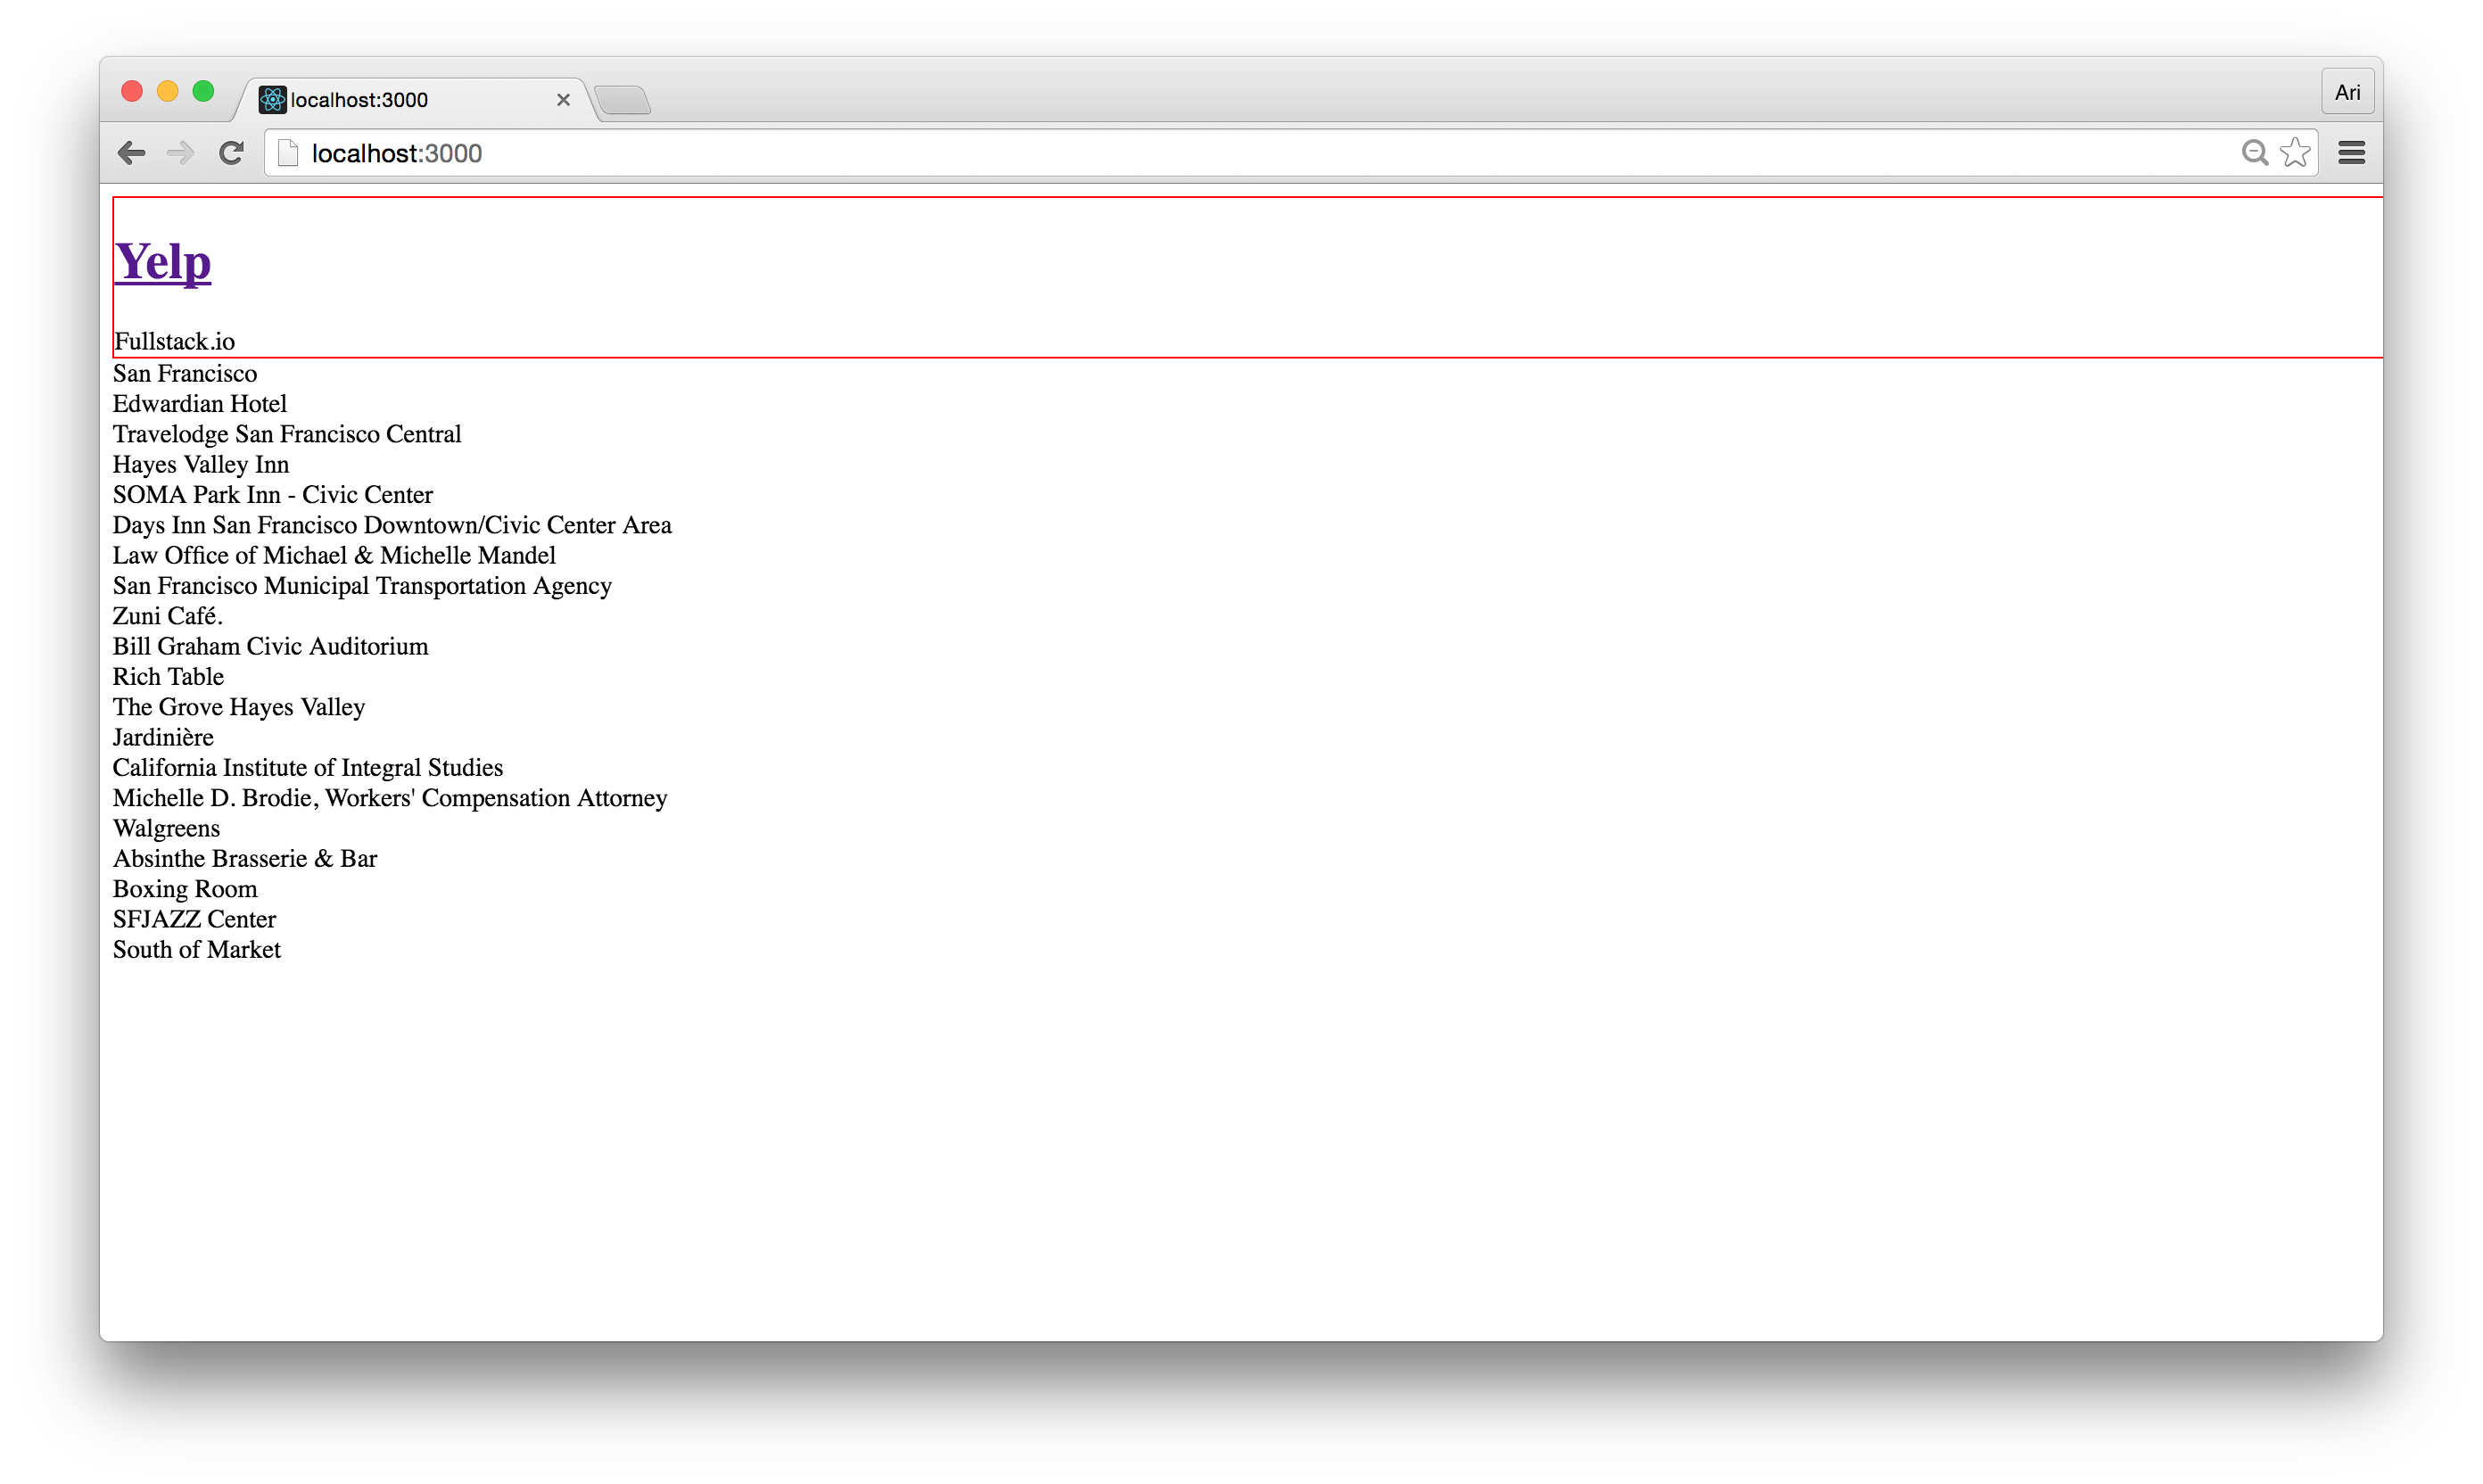 localhost:3000
Ari
localhost:3000
Yelp
Fullstack.io
San Francisco
Edwardian Hotel
Travelodge San Francisco Central
Hayes Valley Inn
SOMA Park Inn - Civic Center
Days Inn San Francisco Downtown/Civic Center Area
Law Office of Michael & Michelle Mandel
San Francisco Municipal Transportation Agency
Zuni Café.
Bill Graham Civic Auditorium
Rich Table
The Grove Hayes Valley
Jardinière
California Institute of Integral Studies
Michelle D. Brodie, Workers' Compensation Attorney
Walgreens
Absinthe Brasserie & Bar
Boxing Room
SFJAZZ Center
South of Market